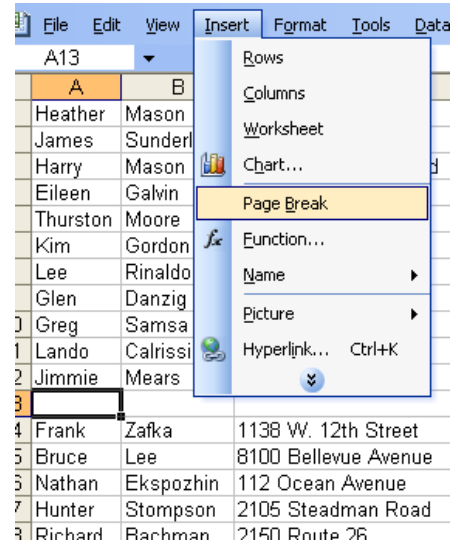 File Edit View Insert Format Tools Data
A13
Rows
Columns
Worksheet
Chart...
Page Break
Function...
Name
Picture
Hyperlink... Ctrl+K
A B
Heather Mason
James
Harry Mason
Eileen Galvin
Thurston Moore
Kim Gordon
Lee Rinaldo
Glen Danzig
Greg Samsa
Lando Calrissi
Jimmie Mears
Frank Zafka 1138 W. 12th Street
Bruce Lee 8100 Bellevue Avenue
Nathan Ekspozhin 112 Ocean Avenue
Hunter Stompson 2105 Steadman Road
Richard Bachman 2150 Route 26